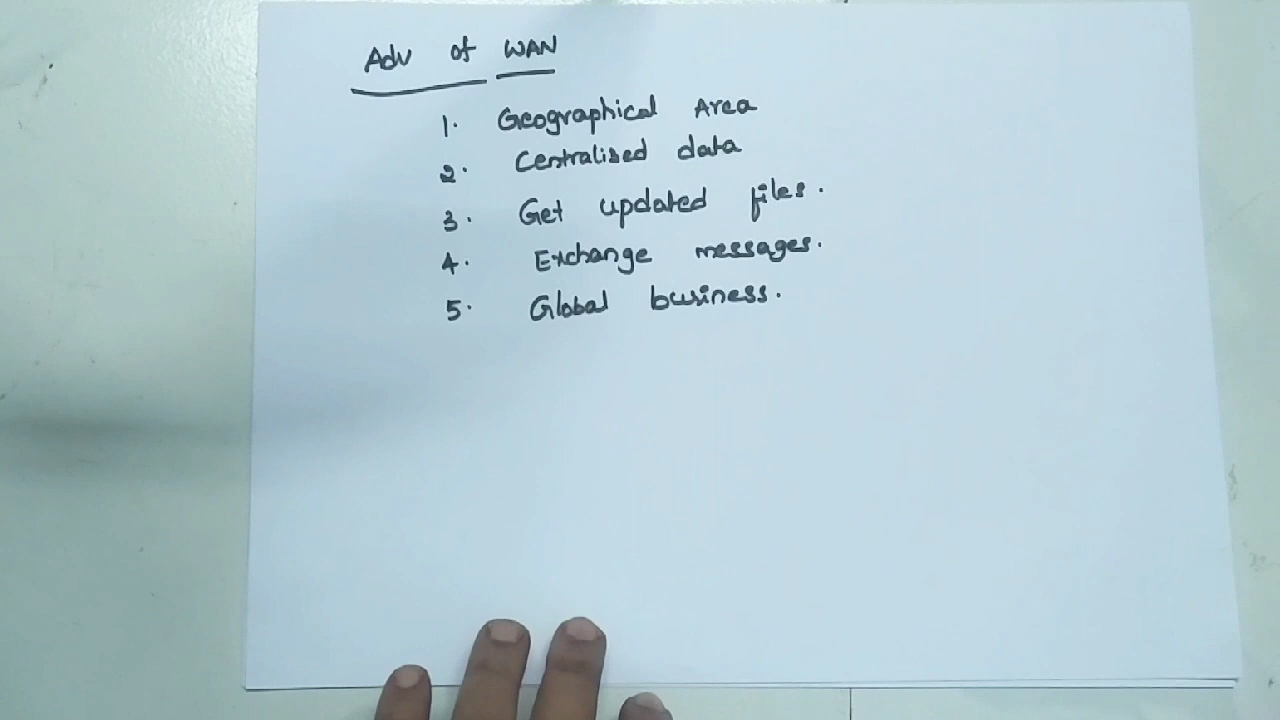 Adv of WAN
1. Geographical Area
2. Centralised data
3. Get updated files.
4. Exchange messages.
5. Global business.